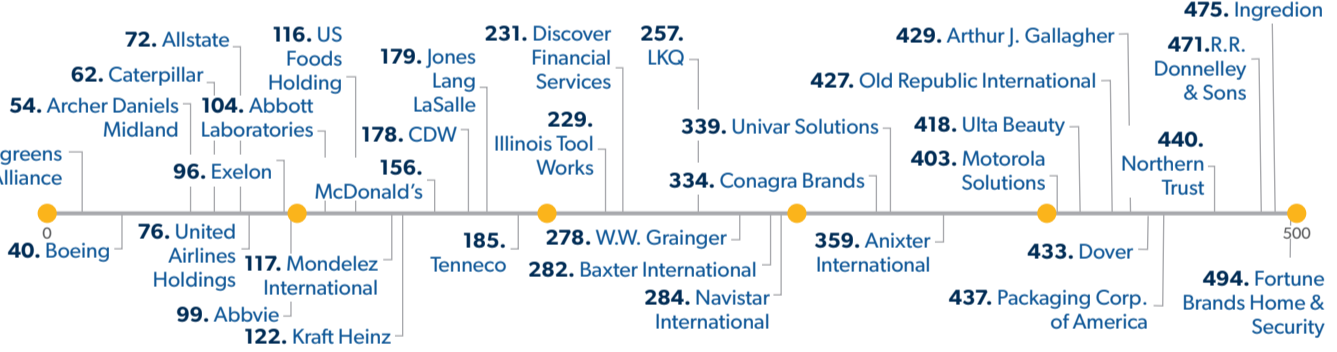 475. Ingredion
429. Arthur J. Gallagher
471.R.R.
Donnelley
& Sons
116. US
Foods
Holding
231. Discover
Financial
Services
257.
LKQ
72. Allstate
179. Jones
Lang
LaSalle
62. Caterpillar
427. Old Republic International
54. Archer Daniels
Midland
104. Abbott
Laboratories
229.
Illinois Tool
Works
339. Univar Solutions
418. Ulta Beauty
178. CDW
440.
Northern
Trust
greens
lliance
96. Exelon
156.
McDonald's
334. Conagra Brands
403. Motorola
Solutions
0
500
40. Boeing
76. United
Airlines
Holdings
117. Mondelez
International
185.
Tenneco
278. W.W. Grainger
282. Baxter International
359. Anixter
International
433. Dover
494. Fortune
Brands Home &
Security
284. Navistar
International
437. Packaging Corp.
of America
99. Abbvie
122. Kraft Heinz